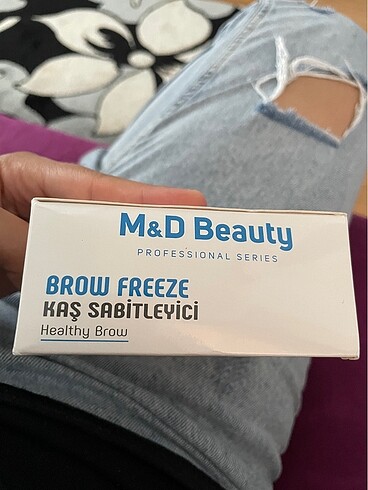 M&D Beauty
PROFESSIONAL SERIES
BROW FREEZE
KAŞ SABİTLEYİCİ
Healthy Brow